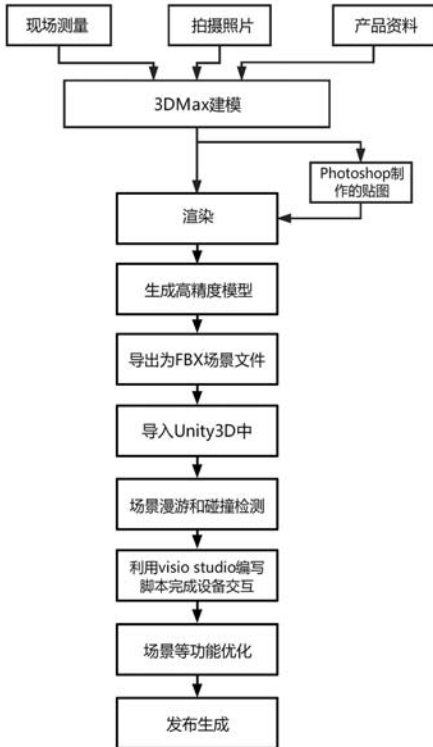 现场测量
拍摄照片
产品资料
3DMax建模
Photoshop制
作的贴图
渲染
生成高精度模型
导出为FBX场景文件
导入Unity3D中
场景漫游和碰撞检测
利用visio studio编写
脚本完成设备交互
场景等功能优化
发布生成